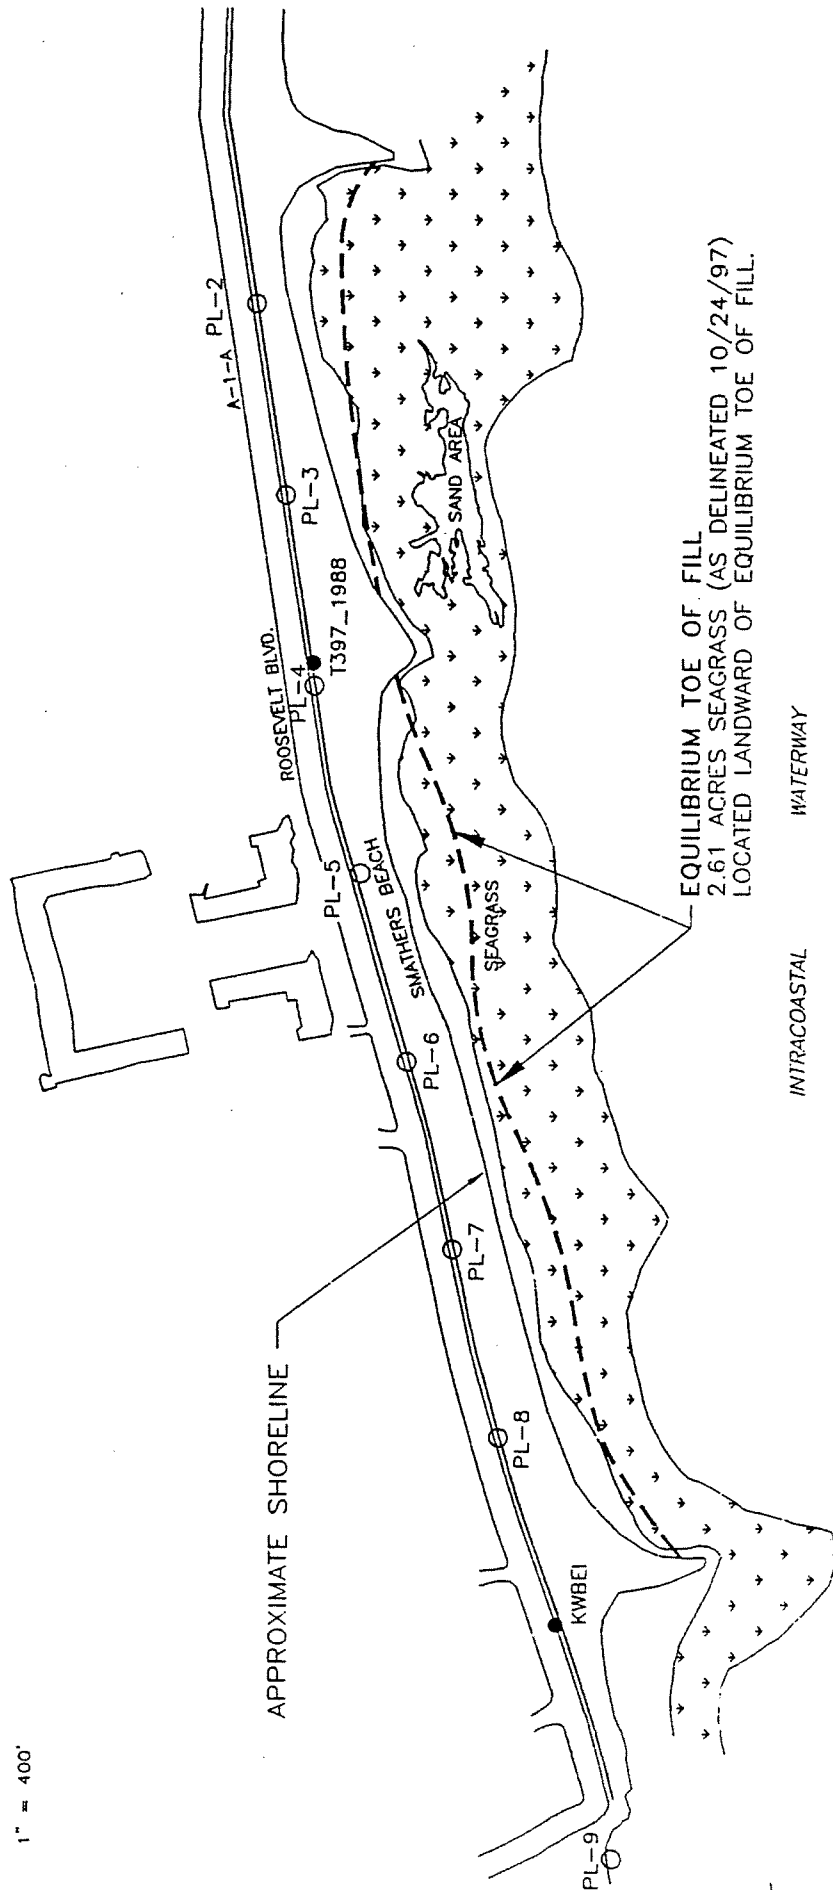 1" = 400'
APPROXIMATE SHORELINE
A-1-A
ROOSEVELT BLVD.
PL-2
PL-3
PL-4
T397_1988
PL-5
SMATHERS BEACH
PL-6
PL-7
PL-8
KWBEI
PL-9
SAND AREA
SEAGRASS
EQUILIBRIUM TOE OF FILL
2.61 ACRES SEAGRASS (AS DELINEATED 10/24/97)
LOCATED LANDWARD OF EQUILIBRIUM TOE OF FILL.
INTRACOASTAL WATERWAY